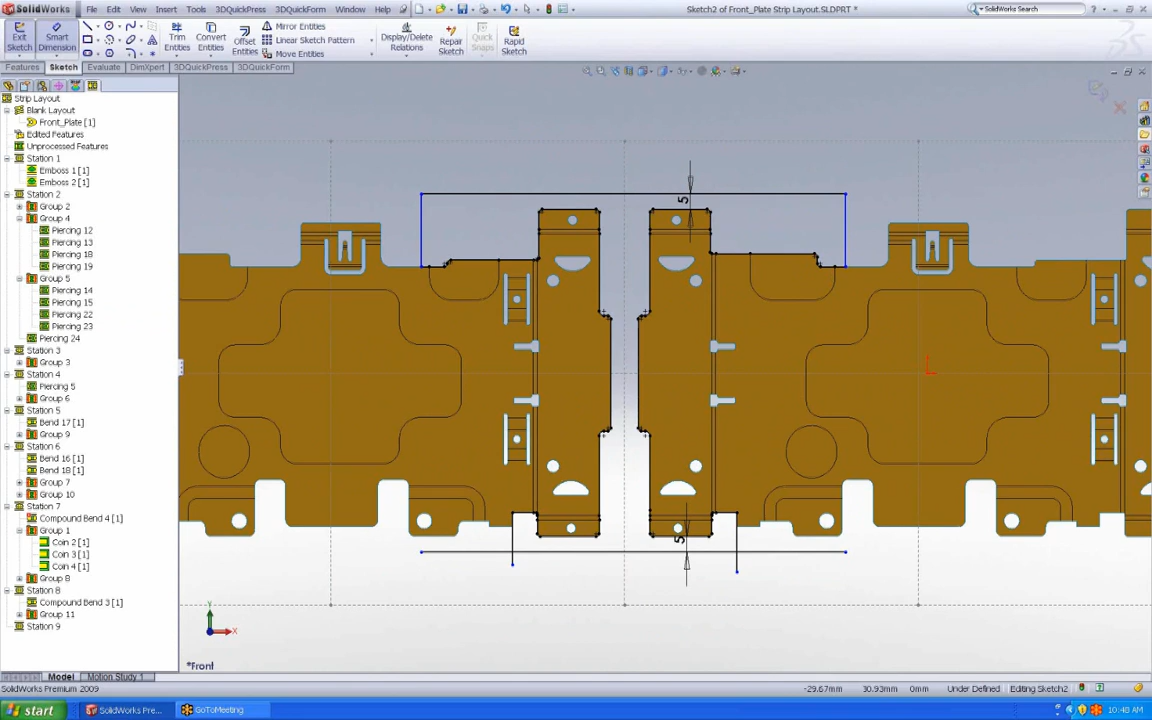 SolidWorks
File
Edit
View
Insert
Tools
3DQuickPress
3DQuickForm
Window
Help
Sketch2 of Front_Plate Strip Layout.SLDPRT *
SolidWorks Search
Exit Sketch
Smart Dimension
Trim Entities
Convert Entities
Offset Entities
Mirror Entities
Linear Sketch Pattern
Move Entities
Display/Delete Relations
Repair Sketch
Quick Snaps
Rapid Sketch
Features
Sketch
Evaluate
DimXpert
3DQuickPress
3DQuickForm
Strip Layout
Blank Layout
Front_Plate [1]
Edited Features
Unprocessed Features
Station 1
Emboss 1 [1]
Emboss 2 [1]
Station 2
Group 2
Group 4
Piercing 12
Piercing 13
Piercing 18
Piercing 19
Group 5
Piercing 14
Piercing 15
Piercing 22
Piercing 23
Piercing 24
Station 3
Group 3
Station 4
Piercing 5
Group 6
Station 5
Bend 17 [1]
Group 9
Station 6
Bend 16 [1]
Bend 18 [1]
Group 7
Group 10
Station 7
Compound Bend 4 [1]
Group 1
Coin 2 [1]
Coin 3 [1]
Coin 4 [1]
Group 8
Station 8
Compound Bend 3 [1]
Group 11
Station 9
5
5
Y
X
*Front
Model
Motion Study 1
SolidWorks Premium 2009
-29.67mm
30.93mm
0mm
Under Defined
Editing Sketch2
start
SolidWorks Pre...
GoToMeeting
10:48 AM